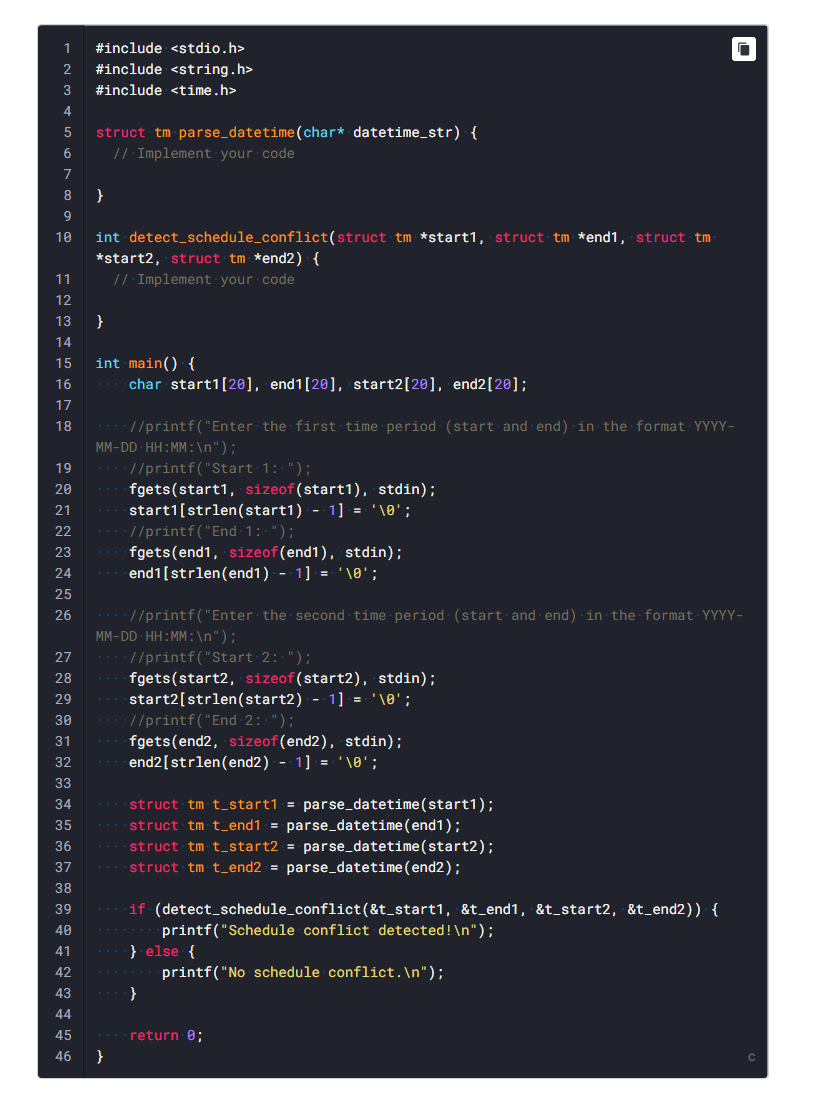 1 #include <stdio.h>
2 #include <string.h>
3 #include <time.h>
4
5 struct tm parse_datetime(char* datetime_str) {
6   // Implement your code
7
8 }
9
10 int detect_schedule_conflict(struct tm *start1, struct tm *end1, struct tm
*start2, struct tm *end2) {
11   // Implement your code
12
13 }
14
15 int main() {
16     char start1[20], end1[20], start2[20], end2[20];
17
18     //printf("Enter the first time period (start and end) in the format YYYY-
MM-DD HH:MM:\n");
19     //printf("Start 1: ");
20     fgets(start1, sizeof(start1), stdin);
21     start1[strlen(start1) - 1] = '\0';
22     //printf("End 1: ");
23     fgets(end1, sizeof(end1), stdin);
24     end1[strlen(end1) - 1] = '\0';
25
26     //printf("Enter the second time period (start and end) in the format YYYY-
MM-DD HH:MM:\n");
27     //printf("Start 2: ");
28     fgets(start2, sizeof(start2), stdin);
29     start2[strlen(start2) - 1] = '\0';
30     //printf("End 2: ");
31     fgets(end2, sizeof(end2), stdin);
32     end2[strlen(end2) - 1] = '\0';
33
34     struct tm t_start1 = parse_datetime(start1);
35     struct tm t_end1 = parse_datetime(end1);
36     struct tm t_start2 = parse_datetime(start2);
37     struct tm t_end2 = parse_datetime(end2);
38
39     if (detect_schedule_conflict(&t_start1, &t_end1, &t_start2, &t_end2)) {
40         printf("Schedule conflict detected!\n");
41     } else {
42         printf("No schedule conflict.\n");
43     }
44
45     return 0;
46 }
c